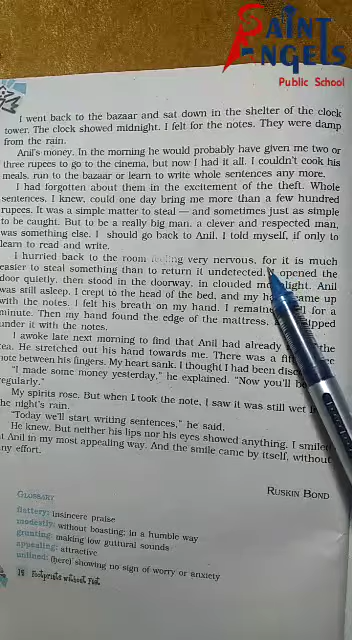 SAINT
ANGELS
Public School
I went back to the bazaar and sat down in the shelter of the clock
tower. The clock showed midnight. I felt for the notes. They were damp
from the rain.
Anil's money. In the morning he would probably have given me two or
three rupees to go to the cinema, but now I had it all. I couldn't cook his
meals, run to the bazaar or learn to write whole sentences any more.
I had forgotten about them in the excitement of the theft. Whole
sentences, I knew, could one day bring me more than a few hundred
rupees. It was a simple matter to steal — and sometimes just as simple
to be caught. But to be a really big man, a clever and respected man,
was something else. I should go back to Anil, I told myself, if only to
learn to read and write.
I hurried back to the room feeling very nervous, for it is much
easier to steal something than to return it undetected. I opened the
door quietly, then stood in the doorway, in clouded moonlight. Anil
was still asleep. I crept to the head of the bed, and my came up
with the notes. I felt his breath on my hand. I remained for a
minute. Then my hand found the edge of the mattress, slipped
under it with the notes.
I awoke late next morning to find that Anil had already the
tea. He stretched out his hand towards me. There was a
note between his fingers. My heart sank. I thought I had been
"I made some money yesterday," he explained. "Now you'll
regularly."
My spirits rose. But when I took the note, I saw it was still wet
the night's rain.
"Today we'll start writing sentences," he said.
He knew. But neither his lips nor his eyes showed anything. I smiled
at Anil in my most appealing way. And the smile came by itself, without
any effort.
RUSKIN BOND
GLOSSARY
flattery: insincere praise
modestly: without boasting; in a humble way
grunting: making low guttural sounds
appealing: attractive
unlined: (here) showing no sign of worry or anxiety
Footprints without Feet